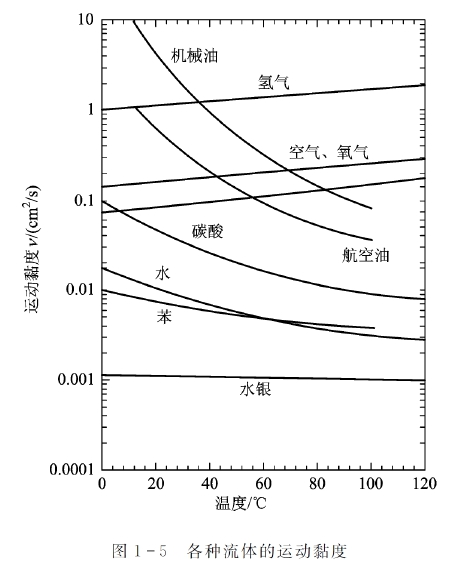 10
机械油
氢气
1
空气、氧气
0.1
碳酸
航空油
水
0.01
苯
0.001
水银
0.0001
0 20 40 60 80 100 120
运动黏度 ν/(cm²/s)
温度/℃
图 1-5 各种流体的运动黏度